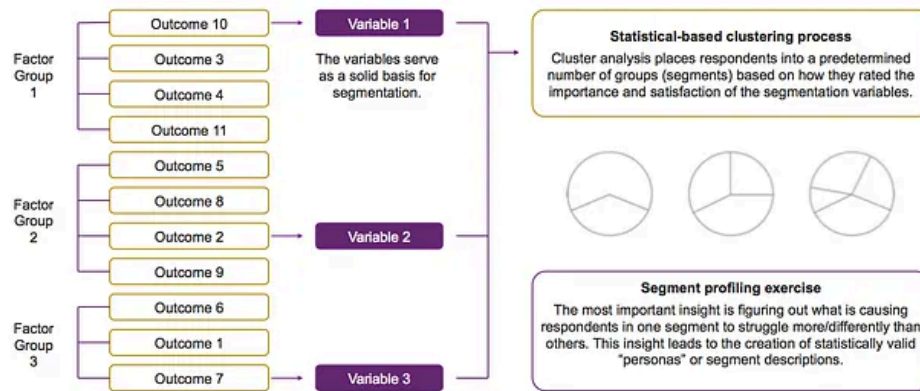 Factor
Group
1
Outcome 10
Outcome 3
Outcome 4
Outcome 11
Factor
Group
2
Outcome 5
Outcome 8
Outcome 2
Outcome 9
Factor
Group
3
Outcome 6
Outcome 1
Outcome 7
Variable 1
The variables serve
as a solid basis for
segmentation.
Variable 2
Variable 3
Statistical-based clustering process
Cluster analysis places respondents into a predetermined
number of groups (segments) based on how they rated the
importance and satisfaction of the segmentation variables.
Segment profiling exercise
The most important insight is figuring out what is causing
respondents in one segment to struggle more/differently than
others. This insight leads to the creation of statistically valid
“personas” or segment descriptions.